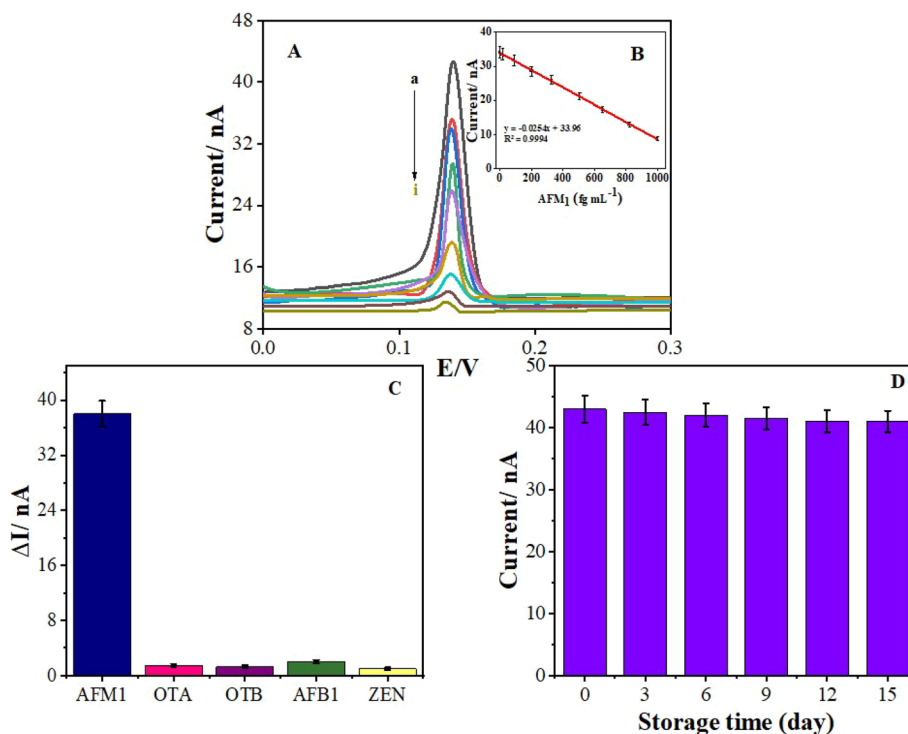 A
a
i
Current/ nA
48
40
32
24
16
8
0.0
0.1
0.2
0.3
E/V
B
Current/ nA
40
30
20
10
0
y = -0.0254x + 33.96
R² = 0.9994
0
200
400
600
800
1000
AFM₁ (fg mL⁻¹)
C
ΔI/ nA
40
32
24
16
8
0
AFM1
OTA
OTB
AFB1
ZEN
D
Current/ nA
50
40
30
20
10
0
0
3
6
9
12
15
Storage time (day)